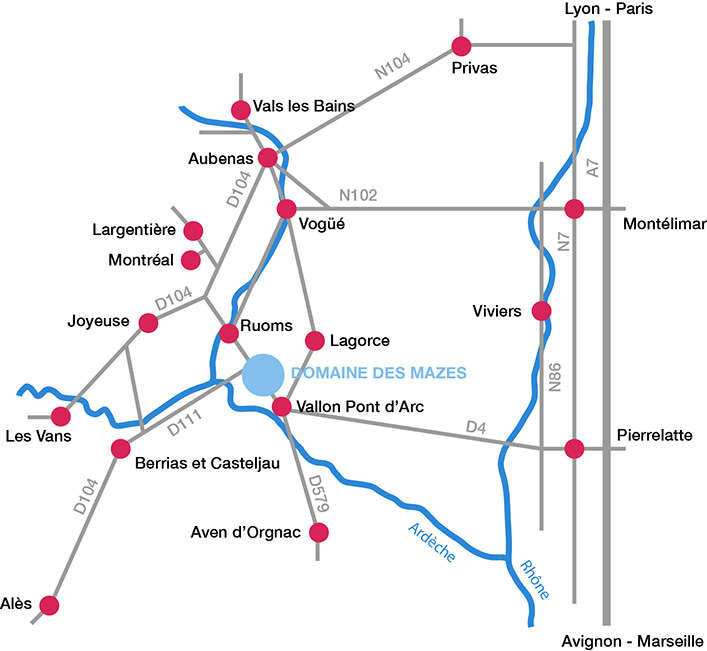 Lyon - Paris
Privas
N104
Vals les Bains
Aubenas
D104
N102
A7
Vogüé
Montélimar
N7
Largentière
Montréal
D104
Joyeuse
Ruoms
Lagorce
Viviers
DOMAINE DES MAZES
N86
Vallon Pont d'Arc
Les Vans
D111
D4
Pierrelatte
Berrias et Casteljau
D104
D579
Aven d'Orgnac
Ardèche
Rhône
Alès
Avignon - Marseille